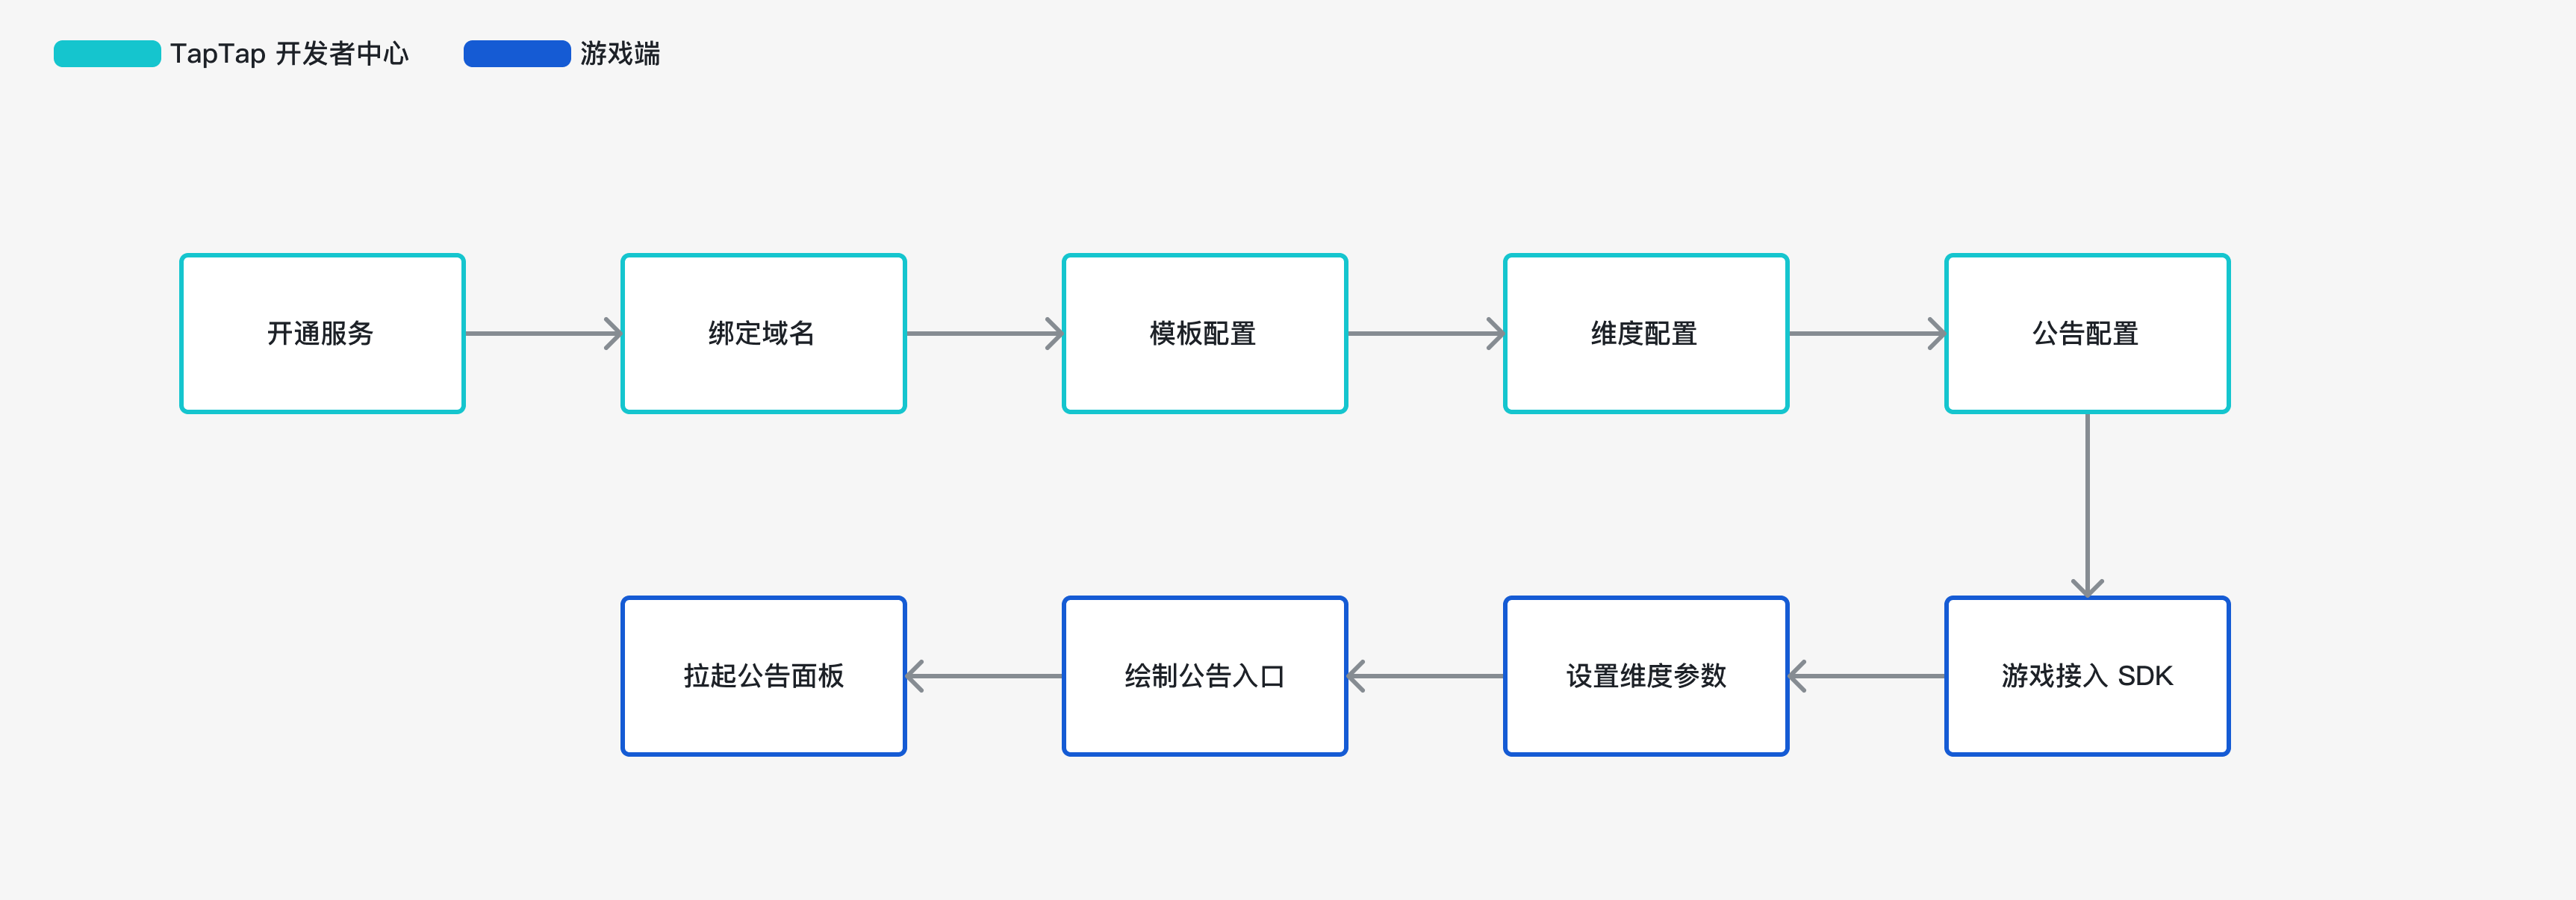 TapTap 开发者中心
游戏端
开通服务
绑定域名
模板配置
维度配置
公告配置
拉起公告面板
绘制公告入口
设置维度参数
游戏接入 SDK